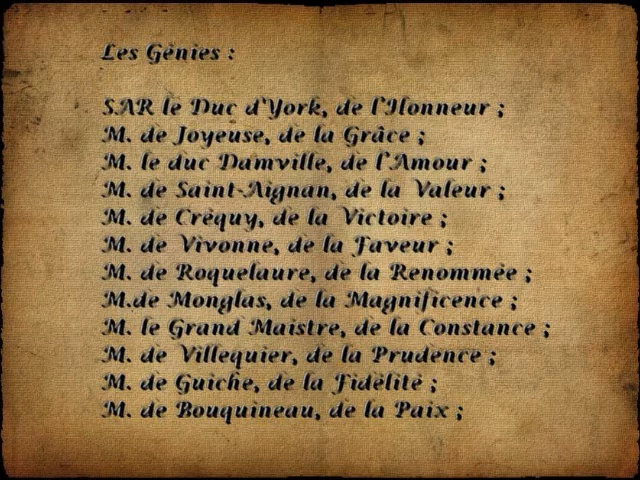 Les Génies :
SAR le Duc d'York, de l'Honneur ;
M. de Joyeuse, de la Grâce ;
M. le duc Damville, de l'Amour ;
M. de Saint-Aignan, de la Valeur ;
M. de Créquy, de la Victoire ;
M. de Vivonne, de la Faveur ;
M. de Roquelaure, de la Renommée ;
M.de Monglas, de la Magnificence ;
M. le Grand Maistre, de la Constance ;
M. de Villequier, de la Prudence ;
M. de Guiche, de la Fidélité ;
M. de Bouquineau, de la Paix ;